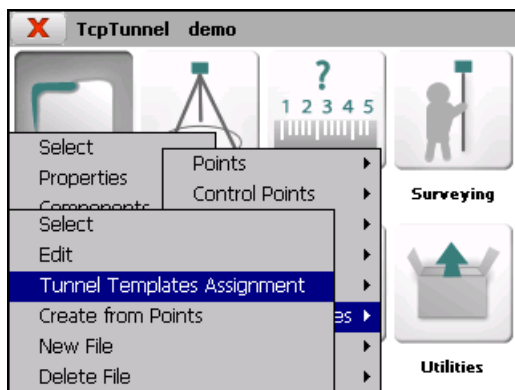 X TcpTunnel demo
?
1 2 3 4 5
Select
Properties
Components
Points
Control Points
Surveying
Select
Edit
Tunnel Templates Assignment
Create from Points
New File
Delete File
Utilities